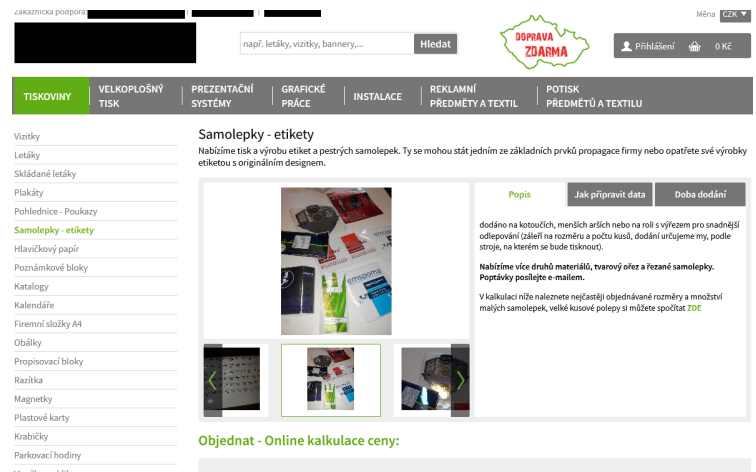 Zákaznická podpora:
Měna CZK ▼
např. letáky, vizitky, bannery,...
Hledat
DOPRAVA
ZDARMA
Přihlášení
0 Kč
TISKOVINY
VELKOPLOŠNÝ
TISK
PREZENTAČNÍ
SYSTÉMY
GRAFICKÉ
PRÁCE
INSTALACE
REKLAMNÍ
PŘEDMĚTY A TEXTIL
POTISK
PŘEDMĚTŮ A TEXTILU
Vizitky
Letáky
Skládané letáky
Plakáty
Pohlednice - Poukazy
Samolepky - etikety
Hlavičkový papír
Poznámkové bloky
Katalogy
Kalendáře
Firemní složky A4
Obálky
Propisovací bloky
Razítka
Magnetky
Plastové karty
Krabičky
Parkovací hodiny
Samolepky - etikety
Nabízíme tisk a výrobu etiket a pestrých samolepek. Ty se mohou stát jedním ze základních prvků propagace firmy nebo opatřete své výrobky
etiketou s originálním designem.
emspoma
Popis
Jak připravit data
Doba dodání
dodáno na kotoučích, menších arších nebo na roli s výřezem pro snadnější
odlepování (záleří na rozměru a počtu kusů, dodání určujeme my, podle
stroje, na kterém se bude tisknout).
Nabízíme více druhů materiálů, tvarový ořez a řezané samolepky.
Poptávky posílejte e-mailem.
V kalkulaci níže naleznete nejčastěji objednávané rozměry a množství
malých samolepek, velké kusové polepy si můžete spočítat ZDE
Objednat - Online kalkulace ceny: